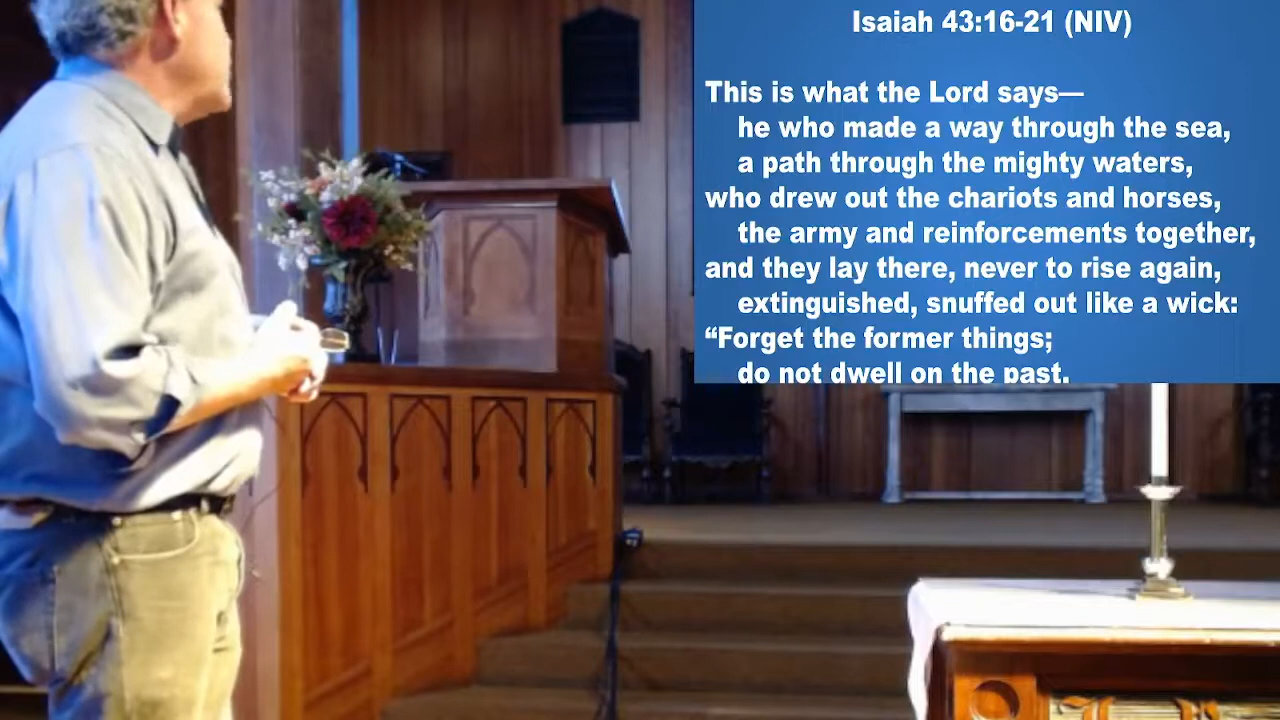 Isaiah 43:16-21 (NIV)
This is what the Lord says—
he who made a way through the sea,
a path through the mighty waters,
who drew out the chariots and horses,
the army and reinforcements together,
and they lay there, never to rise again,
extinguished, snuffed out like a wick:
“Forget the former things;
do not dwell on the past.